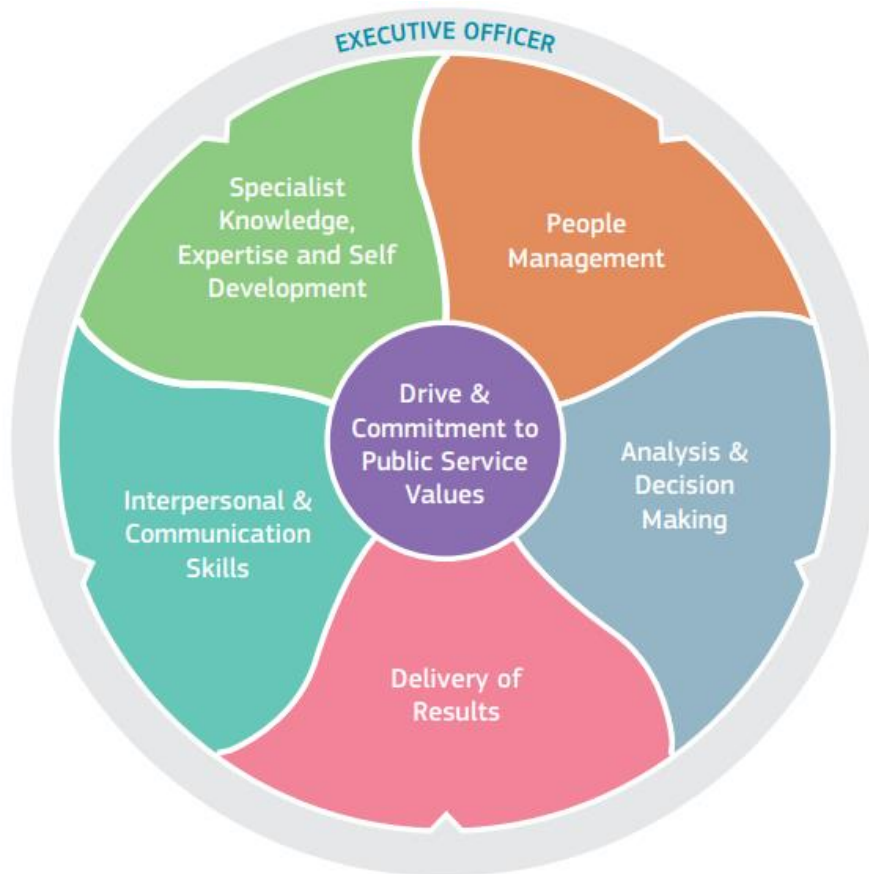 EXECUTIVE OFFICER
Specialist
Knowledge,
Expertise and Self
Development
People
Management
Drive &
Commitment to
Public Service
Values
Analysis &
Decision
Making
Interpersonal &
Communication
Skills
Delivery of
Results